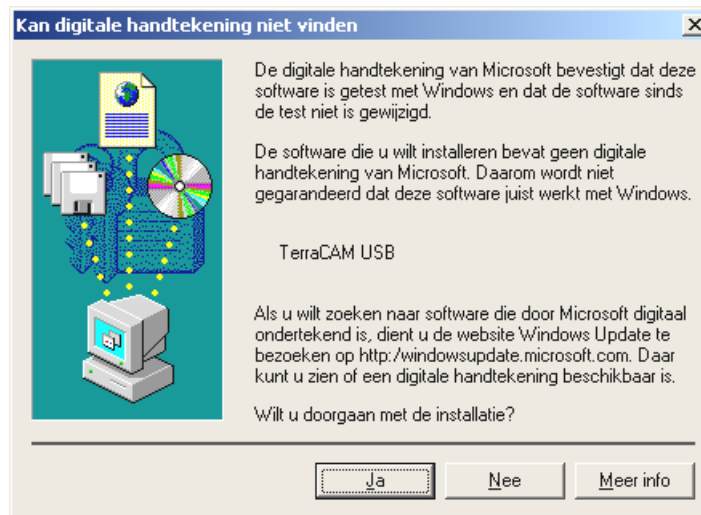 Kan digitale handtekening niet vinden
De digitale handtekening van Microsoft bevestigt dat deze
software is getest met Windows en dat de software sinds
de test niet is gewijzigd.
De software die u wilt installeren bevat geen digitale
handtekening van Microsoft. Daarom wordt niet
gegarandeerd dat deze software juist werkt met Windows.
TerraCAM USB
Als u wilt zoeken naar software die door Microsoft digitaal
ondertekend is, dient u de website Windows Update te
bezoeken op http:/windowsupdate.microsoft.com. Daar
kunt u zien of een digitale handtekening beschikbaar is.
Wilt u doorgaan met de installatie?
Ja Nee Meer info